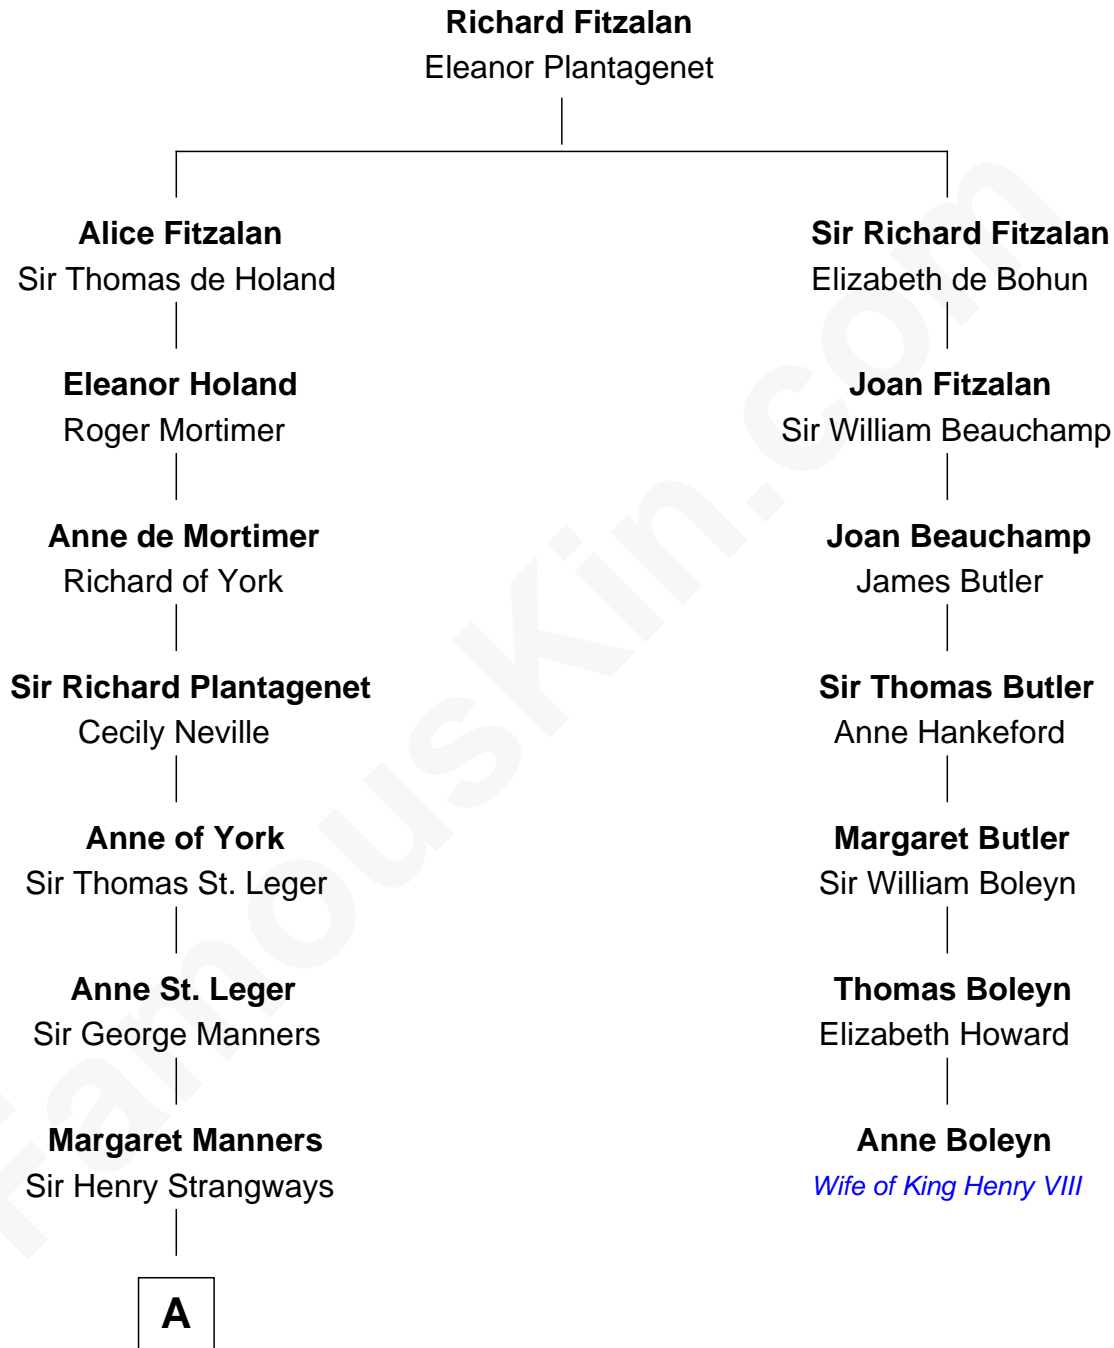 Richard Fitzalan
Eleanor Plantagenet
Alice Fitzalan
Sir Thomas de Holand
Sir Richard Fitzalan
Elizabeth de Bohun
Eleanor Holand
Roger Mortimer
Joan Fitzalan
Sir William Beauchamp
Anne de Mortimer
Richard of York
Joan Beauchamp
James Butler
Sir Richard Plantagenet
Cecily Neville
Sir Thomas Butler
Anne Hankeford
Anne of York
Sir Thomas St. Leger
Margaret Butler
Sir William Boleyn
Anne St. Leger
Sir George Manners
Thomas Boleyn
Elizabeth Howard
Margaret Manners
Sir Henry Strangways
Anne Boleyn
Wife of King Henry VIII
A
FamousKin.com